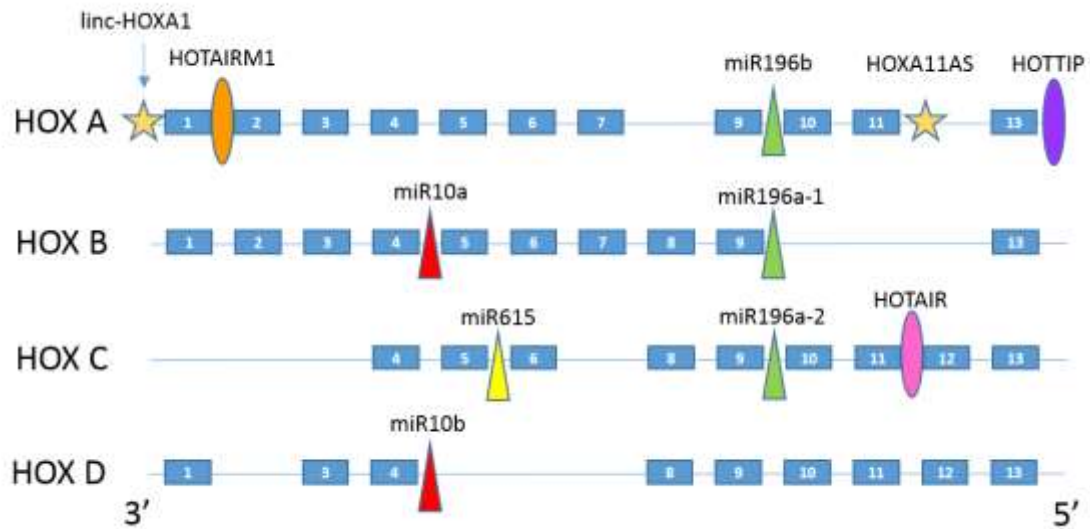 linc-HOXA1
HOTAIRM1 miR196b HOXA11AS HOTTIP
HOX A 1 2 3 4 5 6 7 9 10 11 13
miR10a miR196a-1
HOX B 1 2 3 4 5 6 7 8 9 13
miR615 miR196a-2 HOTAIR
HOX C 4 5 6 8 9 10 11 12 13
miR10b
HOX D 1 3 4 8 9 10 11 12 13
3’ 5’